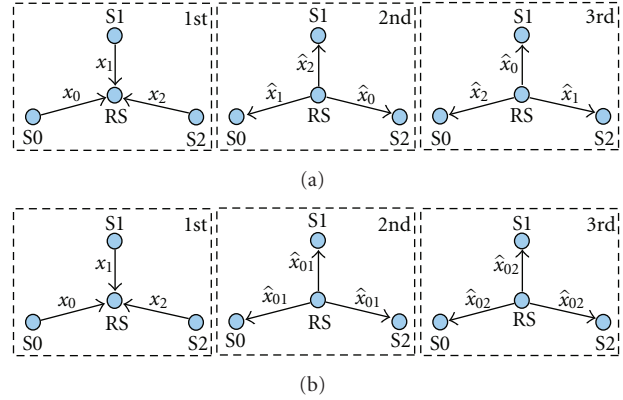 S1 1st
x₁
x₀ x₂
RS
S0 S2
S1 2nd
x̂₂
x̂₁ x̂₀
RS
S0 S2
S1 3rd
x̂₀
x̂₂ x̂₁
RS
S0 S2
(a)
S1 1st
x₁
x₀ x₂
RS
S0 S2
S1 2nd
x̂₀₁
x̂₀₁ x̂₀₁
RS
S0 S2
S1 3rd
x̂₀₂
x̂₀₂ x̂₀₂
RS
S0 S2
(b)